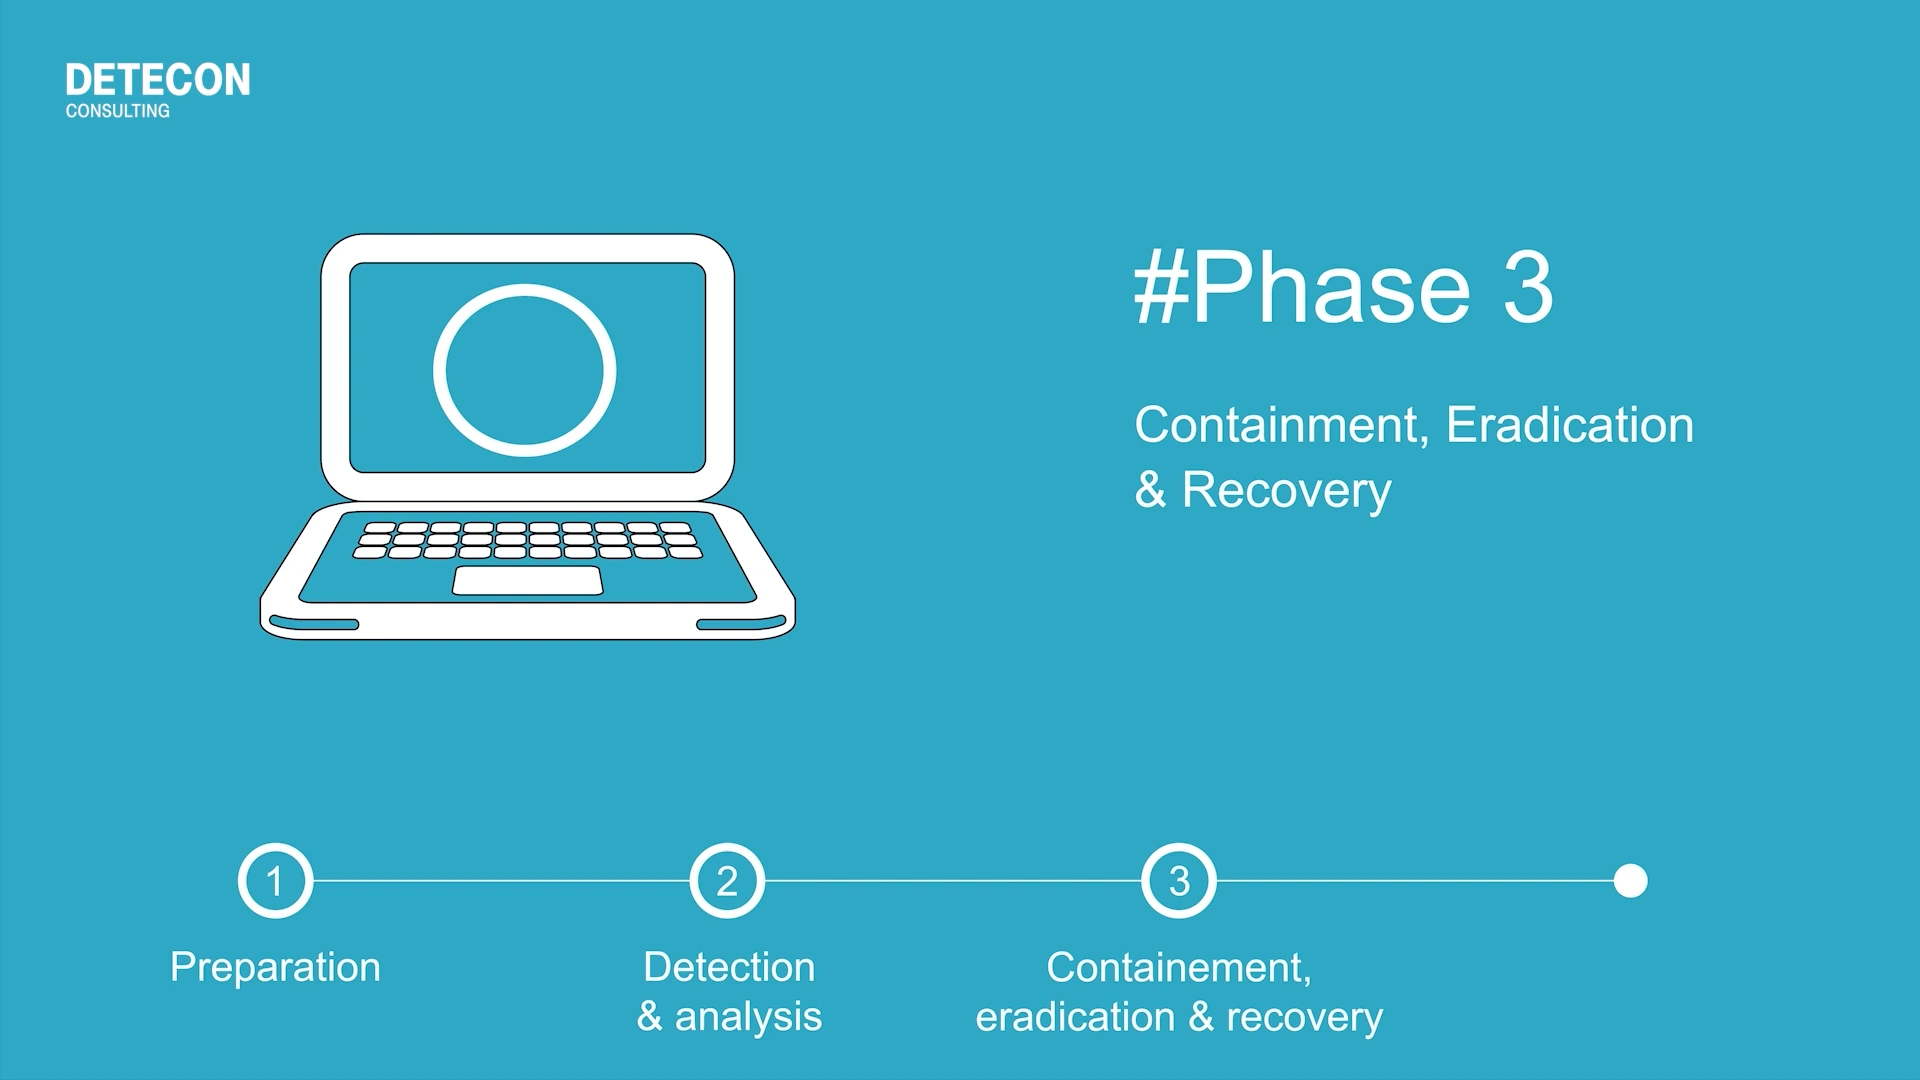 DETECON
CONSULTING
#Phase 3
Containment, Eradication
& Recovery
1
2
3
Preparation
Detection
& analysis
Containement,
eradication & recovery